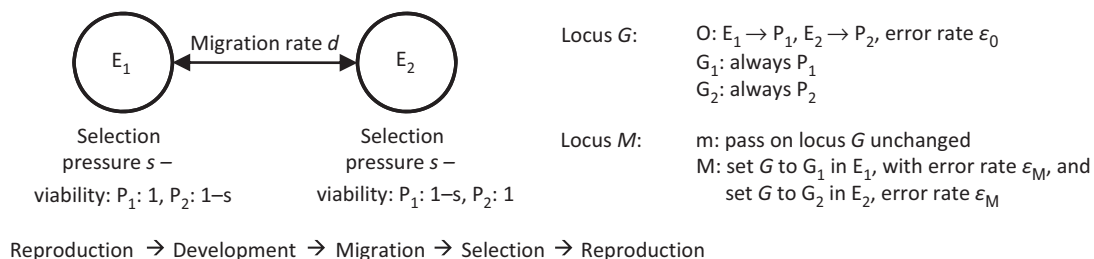 E₁
Migration rate d
E₂
Selection
pressure s –
viability: P₁: 1, P₂: 1–s
Selection
pressure s –
viability: P₁: 1–s, P₂: 1
Locus G: O: E₁ → P₁, E₂ → P₂, error rate ε₀
G₁: always P₁
G₂: always P₂
Locus M: m: pass on locus G unchanged
M: set G to G₁ in E₁, with error rate ε_M, and
set G to G₂ in E₂, error rate ε_M
Reproduction → Development → Migration → Selection → Reproduction